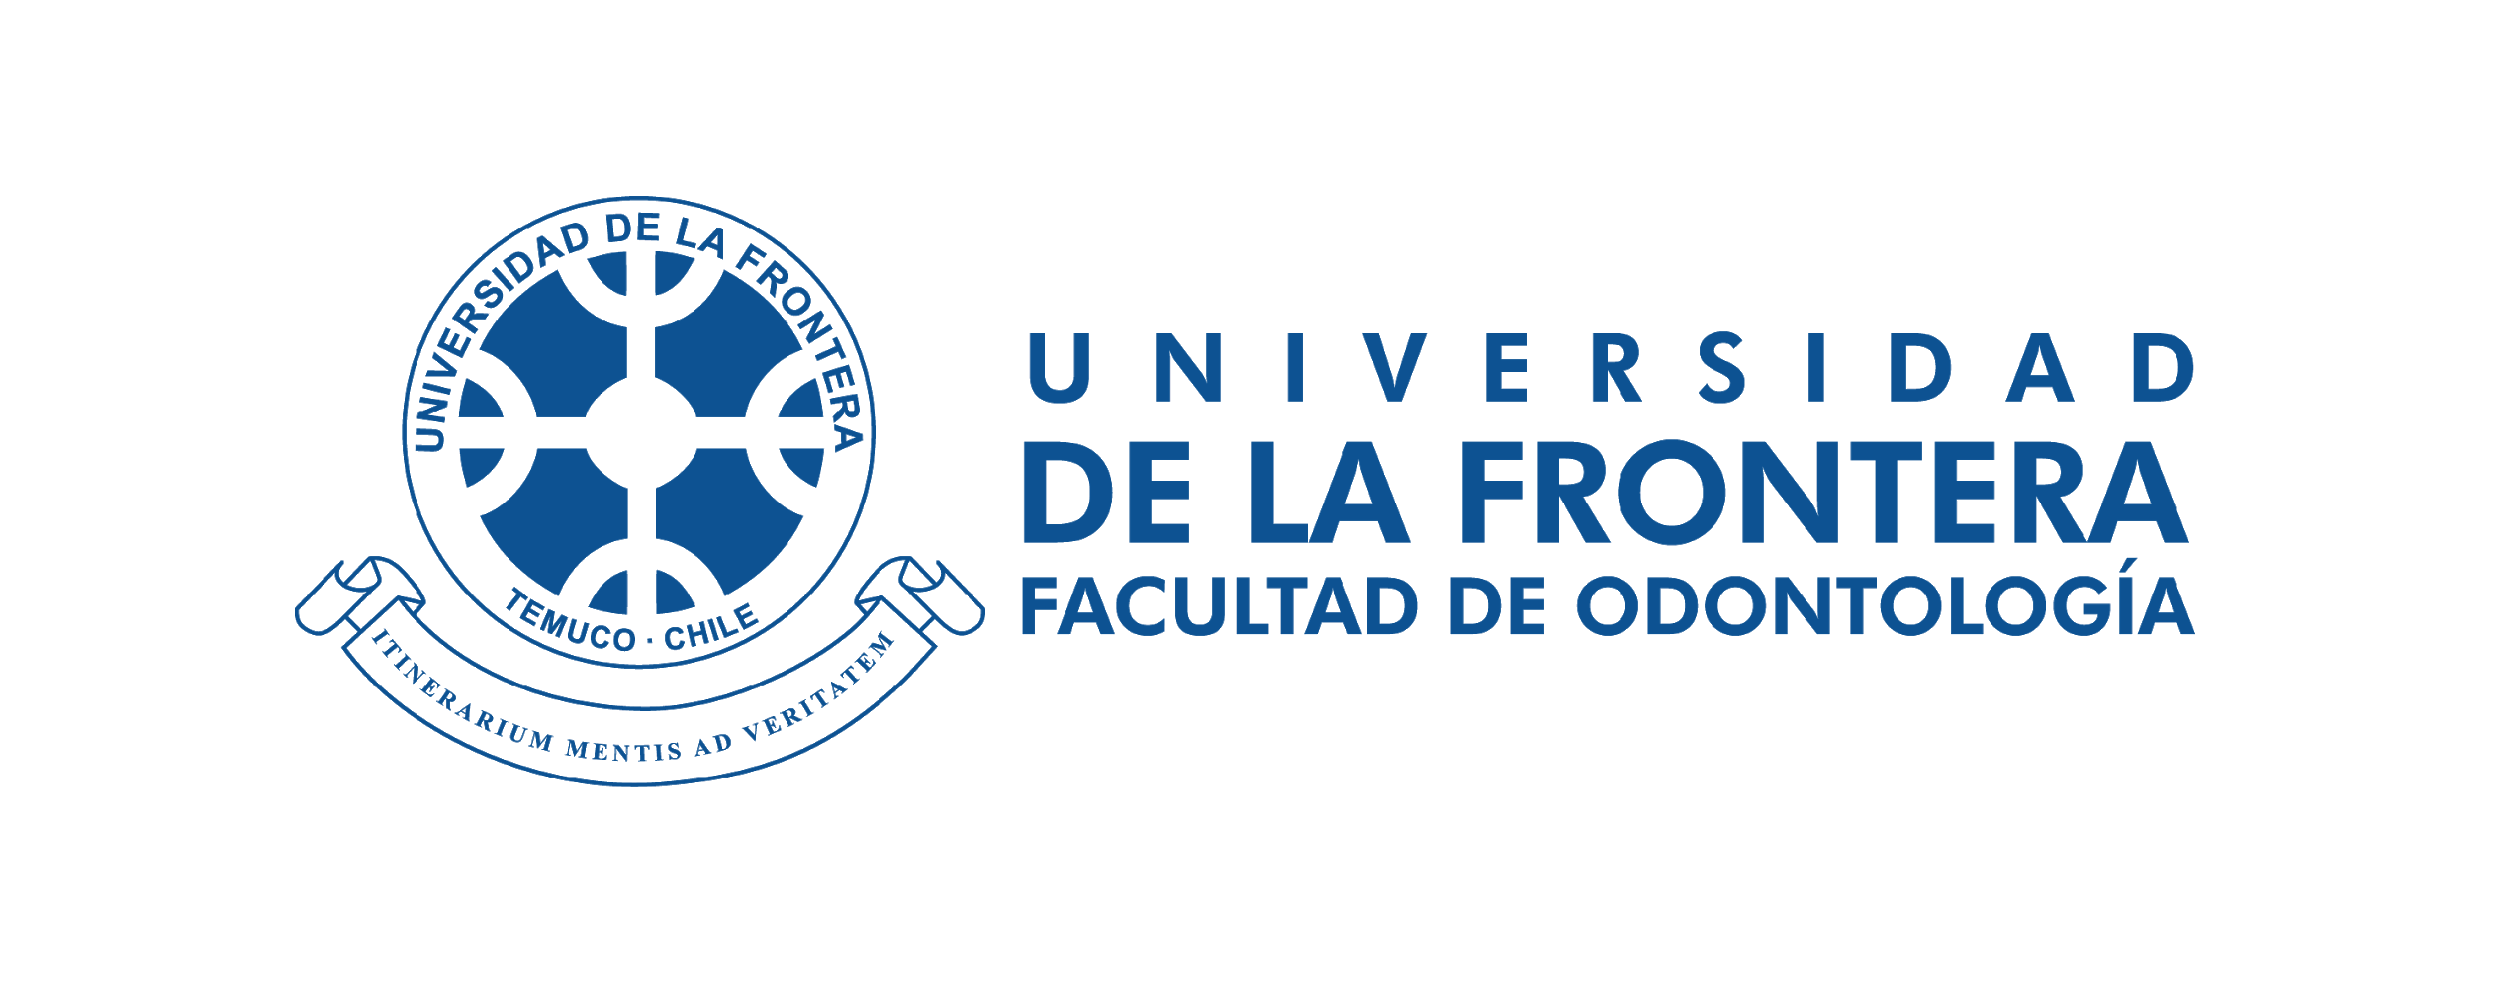 UNIVERSIDAD DE LA FRONTERA
TEMUCO · CHILE
ITINERARIUM MENTIS AD VERITATEM
UNIVERSIDAD
DE LA FRONTERA
FACULTAD DE ODONTOLOGÍA